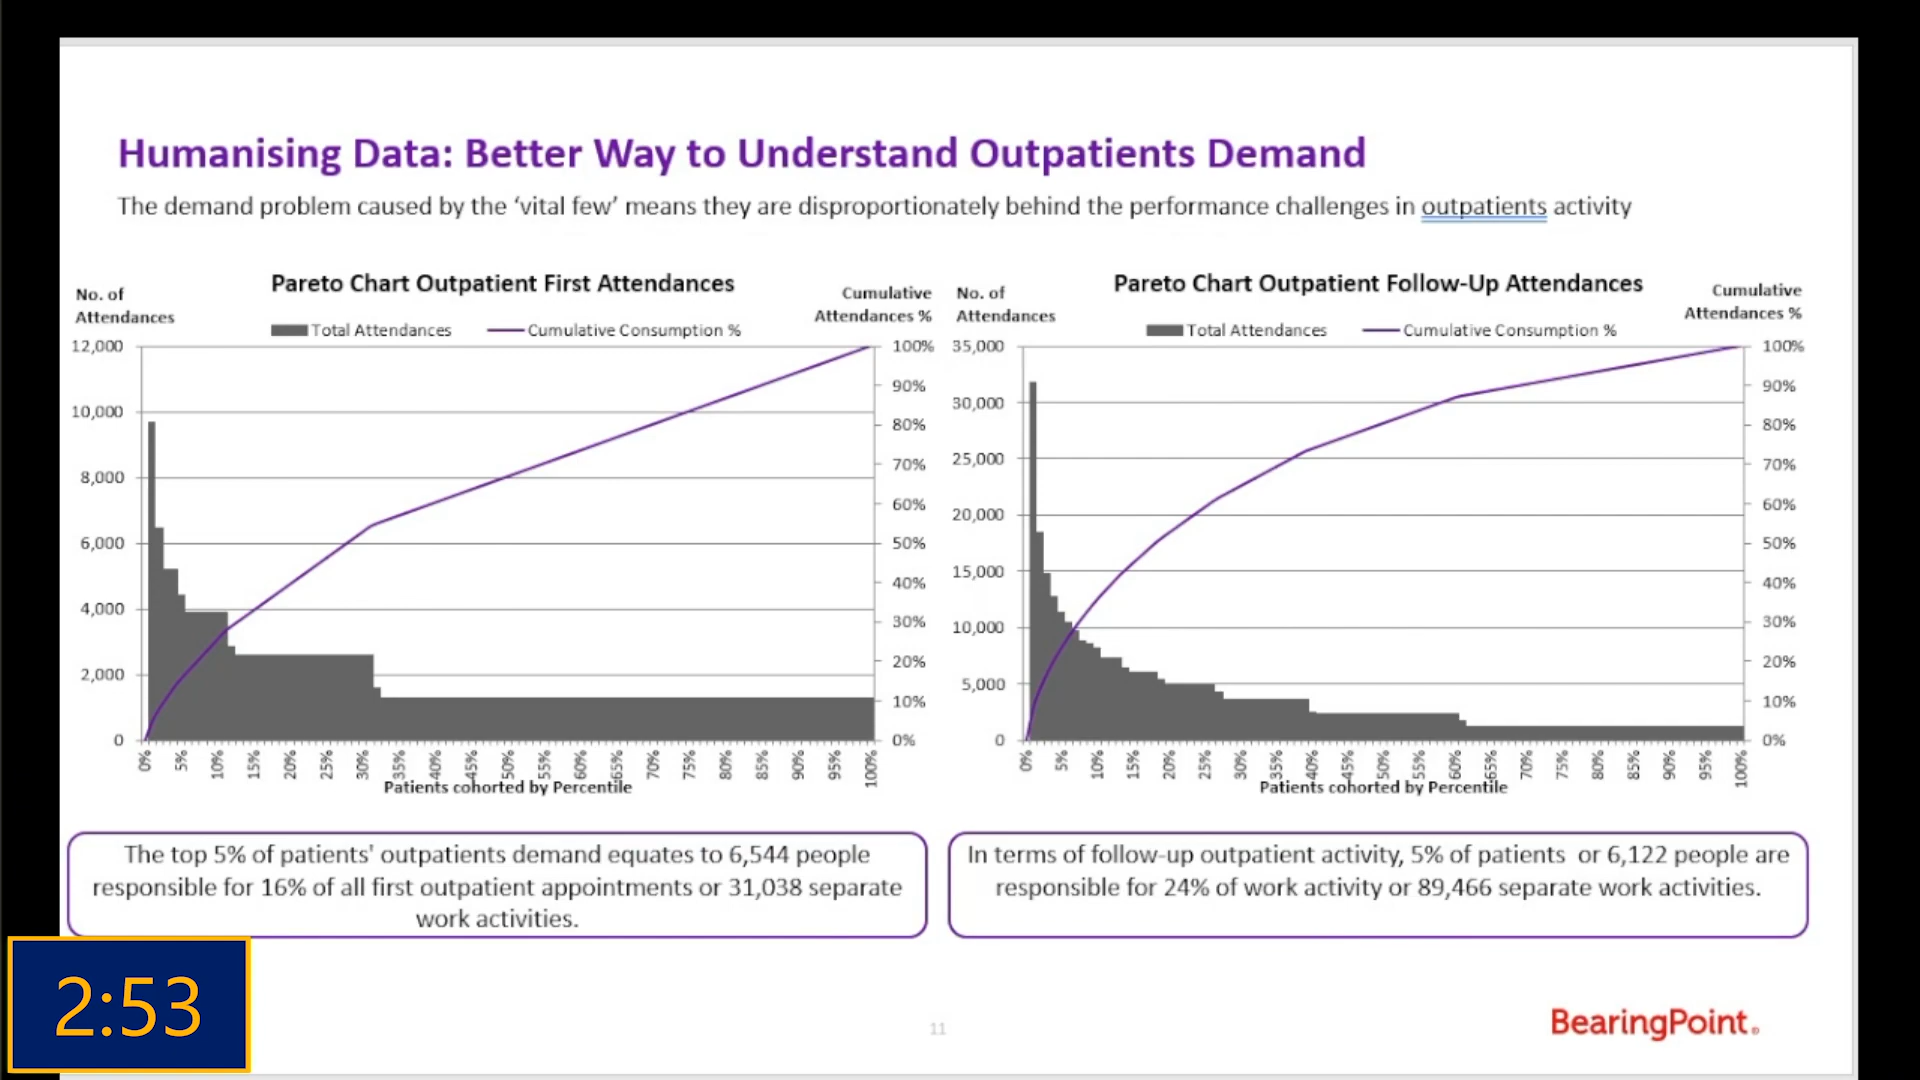 Humanising Data: Better Way to Understand Outpatients Demand
The demand problem caused by the ‘vital few’ means they are disproportionately behind the performance challenges in outpatients activity
Pareto Chart Outpatient First Attendances
No. of
Attendances
Cumulative
Attendances %
Total Attendances
Cumulative Consumption %
12,000
10,000
8,000
6,000
4,000
2,000
0
100%
90%
80%
70%
60%
50%
40%
30%
20%
10%
0%
0% 5% 10% 15% 20% 25% 30% 35% 40% 45% 50% 55% 60% 65% 70% 75% 80% 85% 90% 95% 100%
Patients cohorted by Percentile
Pareto Chart Outpatient Follow-Up Attendances
No. of
Attendances
Cumulative
Attendances %
Total Attendances
Cumulative Consumption %
35,000
30,000
25,000
20,000
15,000
10,000
5,000
0
100%
90%
80%
70%
60%
50%
40%
30%
20%
10%
0%
0% 5% 10% 15% 20% 25% 30% 35% 40% 45% 50% 55% 60% 65% 70% 75% 80% 85% 90% 95% 100%
Patients cohorted by Percentile
The top 5% of patients' outpatients demand equates to 6,544 people
responsible for 16% of all first outpatient appointments or 31,038 separate
work activities.
In terms of follow-up outpatient activity, 5% of patients or 6,122 people are
responsible for 24% of work activity or 89,466 separate work activities.
2:53
11
BearingPoint.